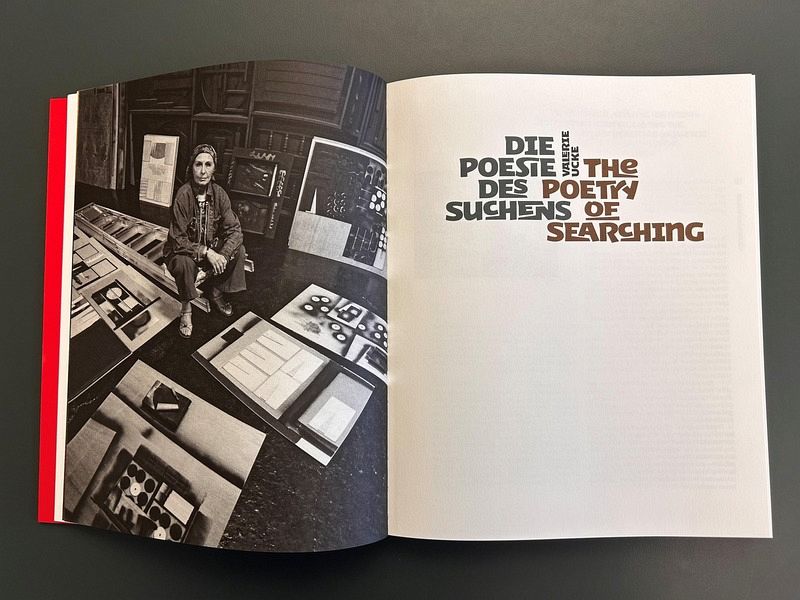 DIE
POESIE
DES
SUCHENS
VALERIE
UCKE
THE
POETRY
OF
SEARCHING